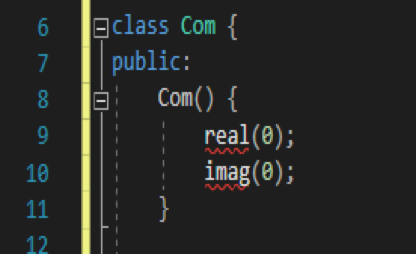 6 class Com {
7 public:
8 Com() {
9 real(0);
10 imag(0);
11 }
12